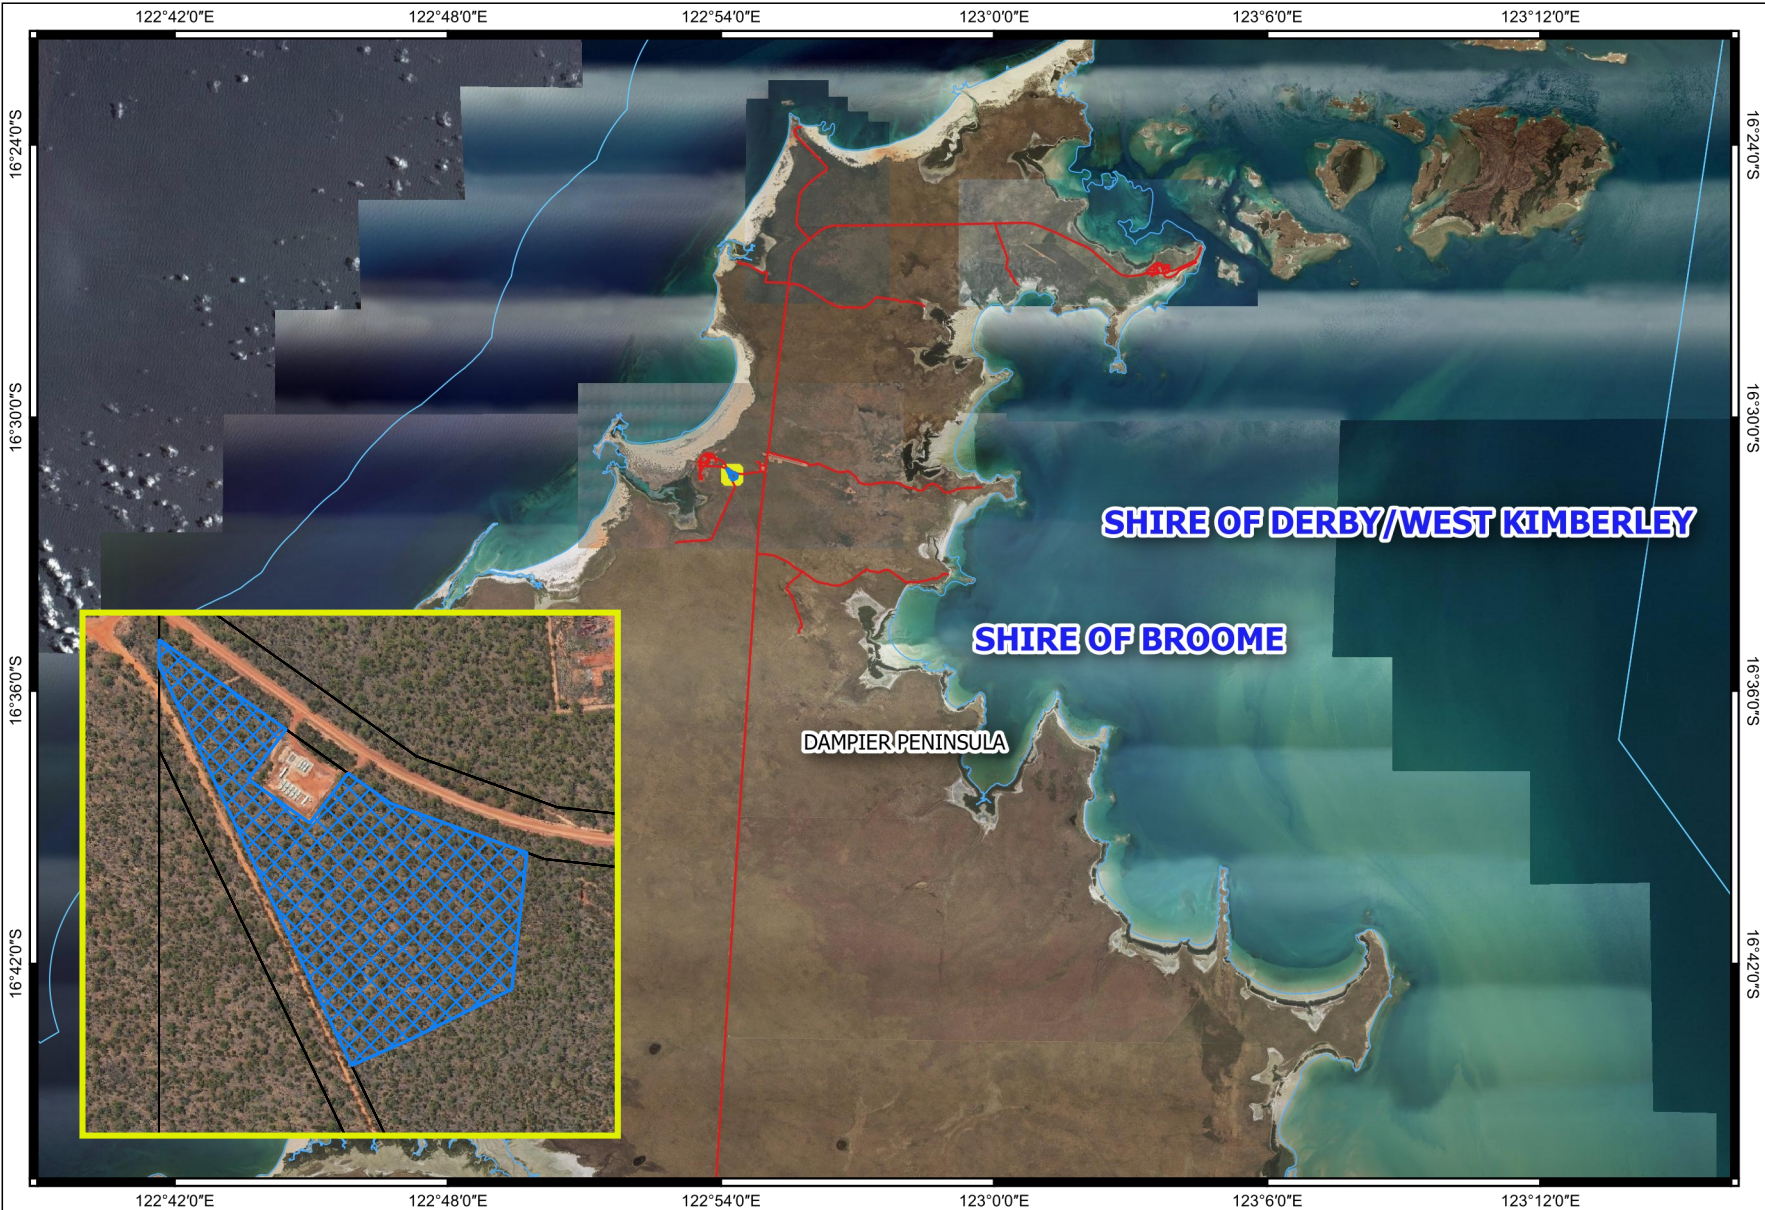 122°42'0"E 122°48'0"E 122°54'0"E 123°0'0"E 123°6'0"E 123°12'0"E
16°24'0"S 16°24'0"S
16°30'0"S 16°30'0"S
SHIRE OF DERBY/WEST KIMBERLEY
SHIRE OF BROOME
16°36'0"S 16°36'0"S
DAMPIER PENINSULA
16°42'0"S 16°42'0"S
122°42'0"E 122°48'0"E 122°54'0"E 123°0'0"E 123°6'0"E 123°12'0"E